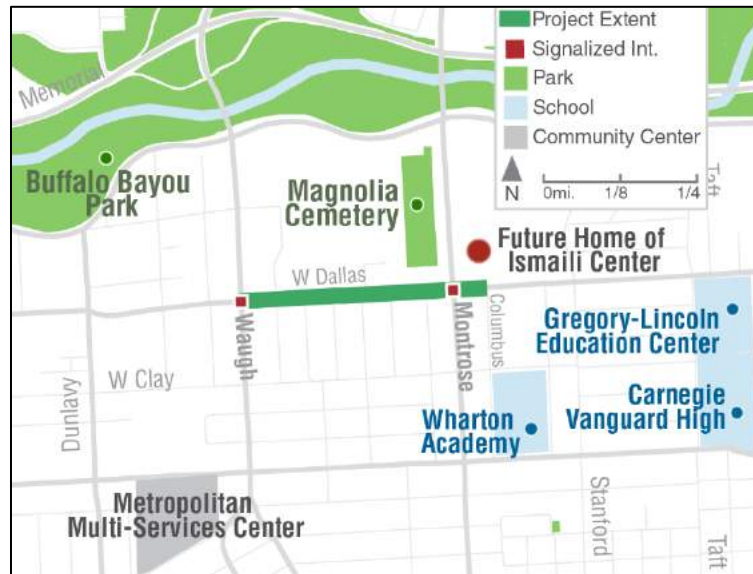 Project Extent
Signalized Int.
Park
School
Community Center
N
0mi.
1/8
1/4
Memorial
Taft
Buffalo Bayou
Park
Magnolia
Cemetery
Future Home of
Ismaili Center
W Dallas
Waugh
Montrose
Columbus
Gregory-Lincoln
Education Center
W Clay
Dunlavy
Carnegie
Vanguard High
Wharton
Academy
Metropolitan
Multi-Services Center
Stanford
Taft